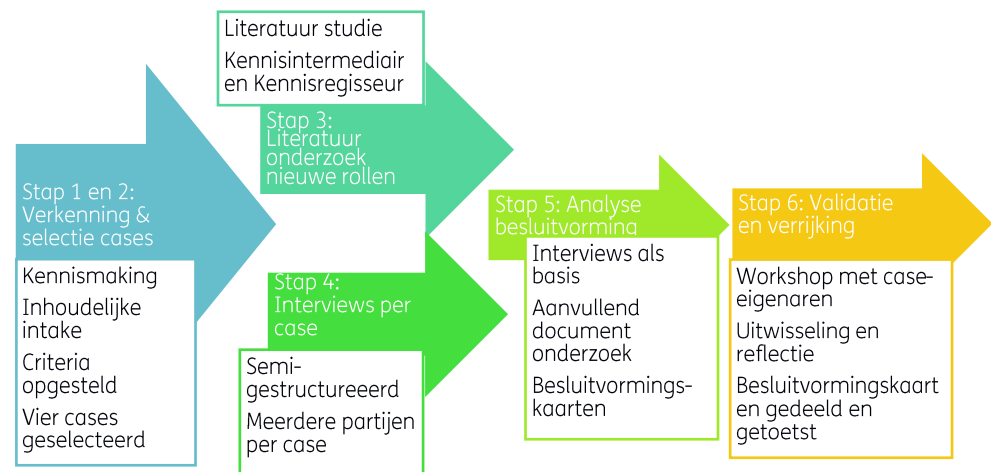 Stap 1 en 2:
Verkenning &
selectie cases
Kennismaking
Inhoudelijke
intake
Criteria
opgesteld
Vier cases
geselecteerd
Literatuur studie
Kennisintermediair
en Kennisregisseur
Stap 3:
Literatuur
onderzoek
nieuwe rollen
Stap 4:
Interviews per
case
Semi-
gestructureeerd
Meerdere partijen
per case
Stap 5: Analyse
besluitvorming
Interviews als
basis
Aanvullend
document
onderzoek
Besluitvormings-
kaarten
Stap 6: Validatie
en verrijking
Workshop met case-
eigenaren
Uitwisseling en
reflectie
Besluitvormingskaart
en gedeeld en
getoetst